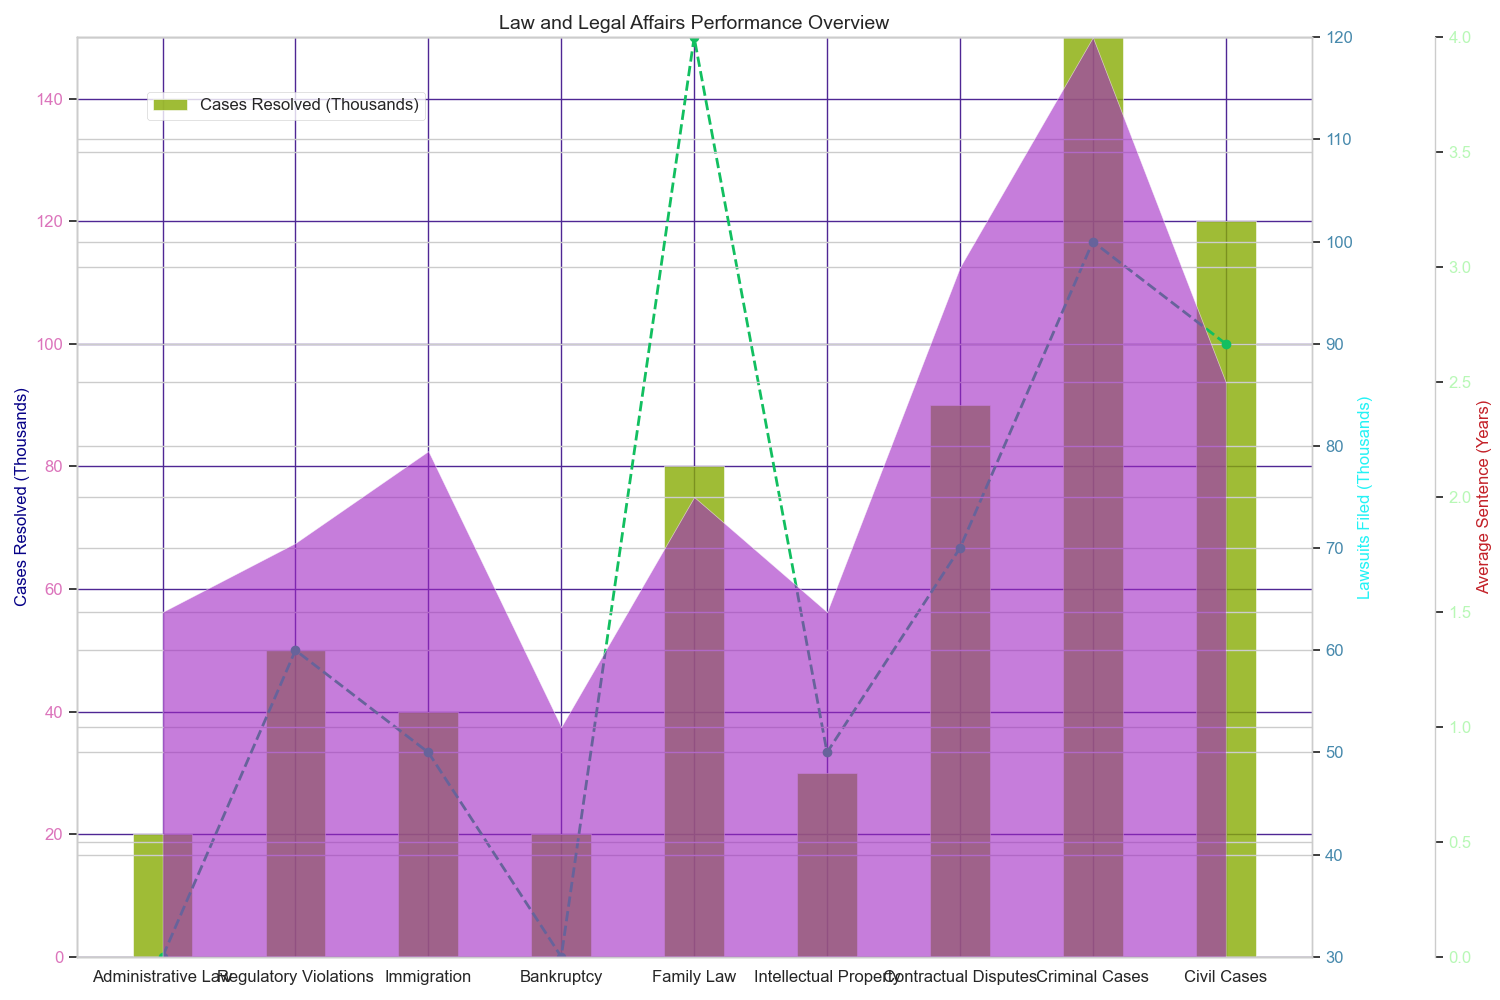 Law and Legal Affairs Performance Overview
Cases Resolved (Thousands)
Cases Resolved (Thousands)
0
20
40
60
80
100
120
140
Administrative Law
Regulatory Violations
Immigration
Bankruptcy
Family Law
Intellectual Property
Contractual Disputes
Criminal Cases
Civil Cases
30
40
50
60
70
80
90
100
110
120
Lawsuits Filed (Thousands)
0.0
0.5
1.0
1.5
2.0
2.5
3.0
3.5
4.0
Average Sentence (Years)